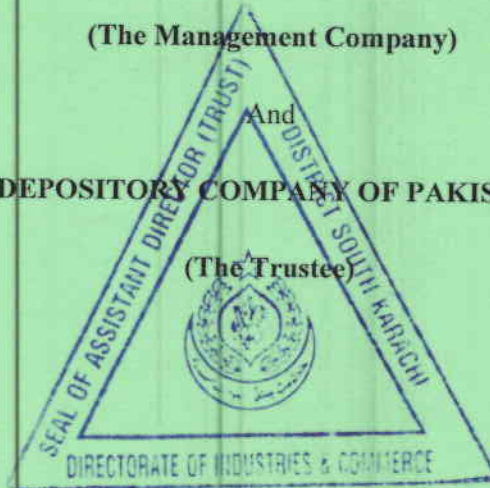 (The Management Company)
And
DEPOSITORY COMPANY OF PAKIS
(The Trustee)
SEAL OF ASSISTANT DIRECTOR (TRUST)
DISTRICT SOUTH KARACHI
DIRECTORATE OF INDUSTRIES & COMMERCE